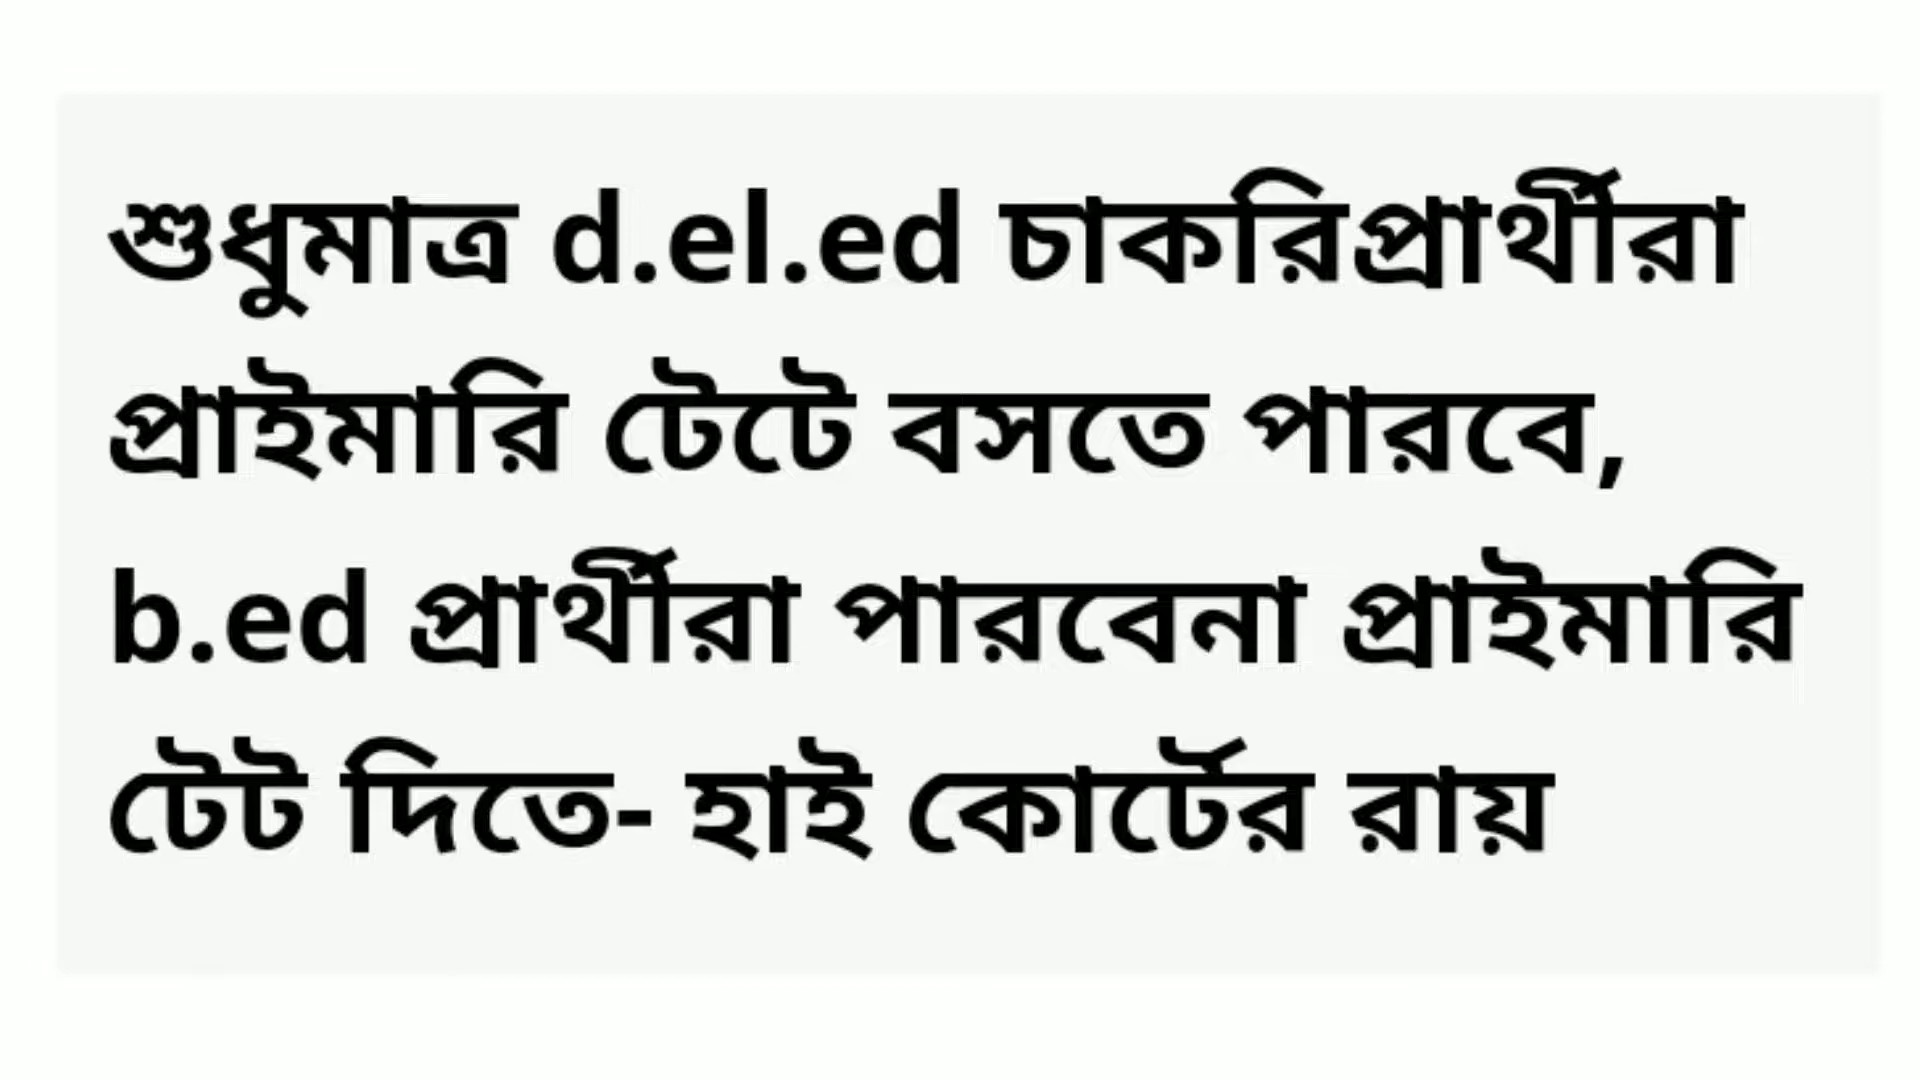 শুধুমাত্র d.el.ed চাকরিপ্রার্থীরা
প্রাইমারি টেটে বসতে পারবে,
b.ed প্রার্থীরা পারবেনা প্রাইমারি
টেট দিতে- হাই কোর্টের রায়